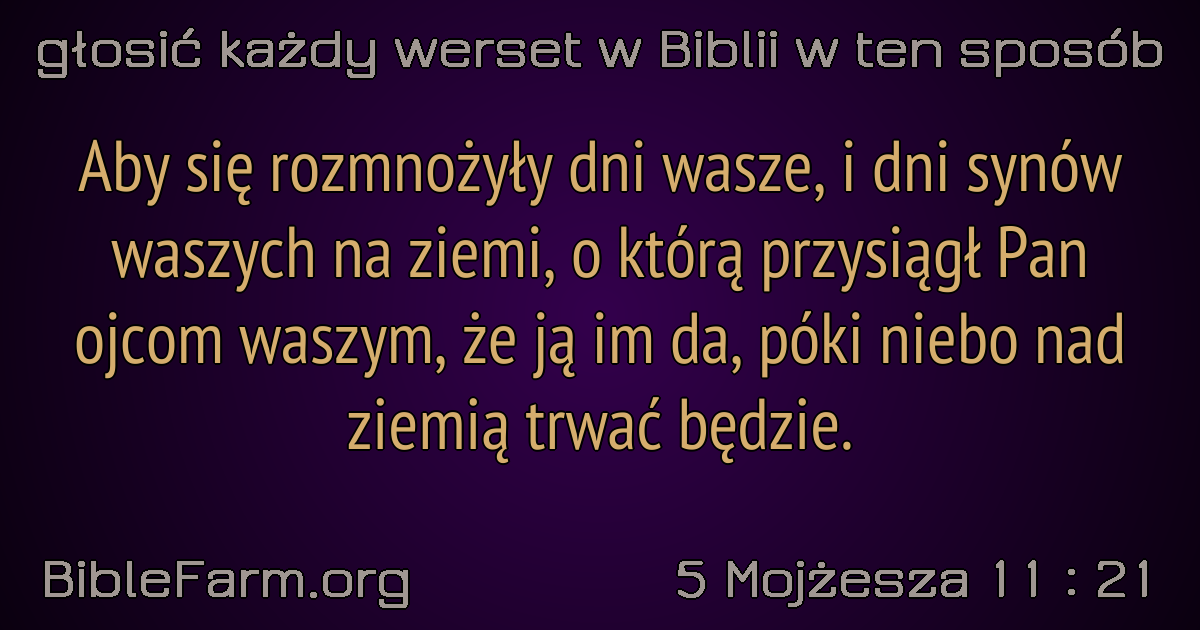 głosić każdy werset w Biblii w ten sposób
Aby się rozmnożyły dni wasze, i dni synów
waszych na ziemi, o którą przysiągł Pan
ojcom waszym, że ją im da, póki niebo nad
ziemią trwać będzie.
BibleFarm.org
5 Mojżesza 11 : 21